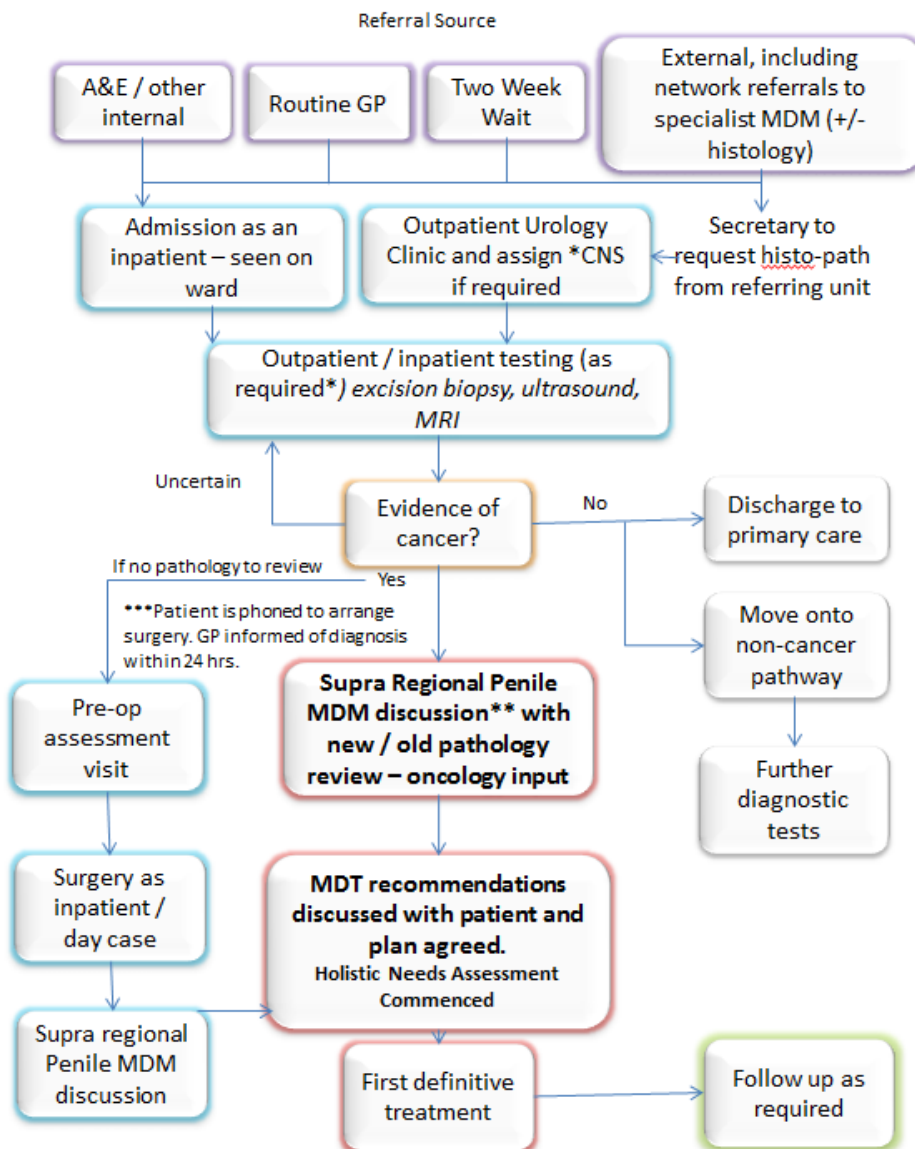 Referral Source
A&E / other
internal
Routine GP
Two Week
Wait
External, including
network referrals to
specialist MDM (+/-
histology)
Admission as an
inpatient – seen on
ward
Outpatient Urology
Clinic and assign *CNS
if required
Secretary to
request histo-path
from referring unit
Outpatient / inpatient testing (as
required*) excision biopsy, ultrasound,
MRI
Uncertain
Evidence of
cancer?
No
Discharge to
primary care
If no pathology to review
Yes
***Patient is phoned to arrange
surgery. GP informed of diagnosis
within 24 hrs.
Move onto
non-cancer
pathway
Pre-op
assessment
visit
Supra Regional Penile
MDM discussion** with
new / old pathology
review – oncology input
Further
diagnostic
tests
Surgery as
inpatient /
day case
MDT recommendations
discussed with patient and
plan agreed.
Holistic Needs Assessment
Commenced
Supra regional
Penile MDM
discussion
First definitive
treatment
Follow up as
required